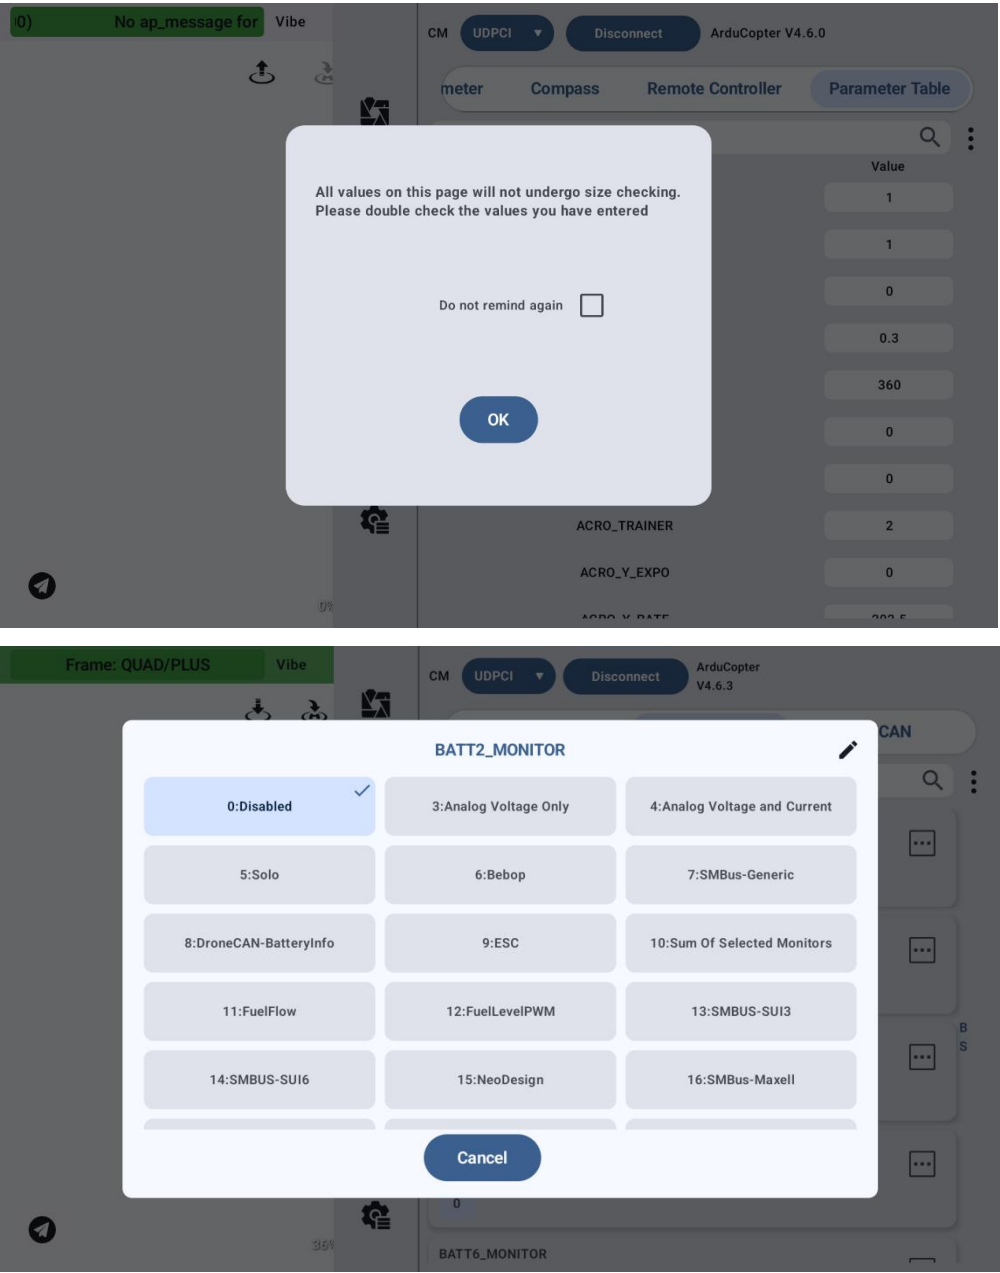 0)
No ap_message for
Vibe
CM
UDPCI
Disconnect
ArduCopter V4.6.0
meter
Compass
Remote Controller
Parameter Table
Value
All values on this page will not undergo size checking.
Please double check the values you have entered
Do not remind again
OK
1
1
0
0.3
360
0
0
ACRO_TRAINER
2
ACRO_Y_EXPO
0
0%
Frame: QUAD/PLUS
Vibe
CM
UDPCI
Disconnect
ArduCopter
V4.6.3
CAN
BATT2_MONITOR
0:Disabled
3:Analog Voltage Only
4:Analog Voltage and Current
5:Solo
6:Bebop
7:SMBus-Generic
8:DroneCAN-BatteryInfo
9:ESC
10:Sum Of Selected Monitors
11:FuelFlow
12:FuelLevelPWM
13:SMBUS-SUI3
14:SMBUS-SUI6
15:NeoDesign
16:SMBus-Maxell
B
S
Cancel
0
36%
BATT6_MONITOR